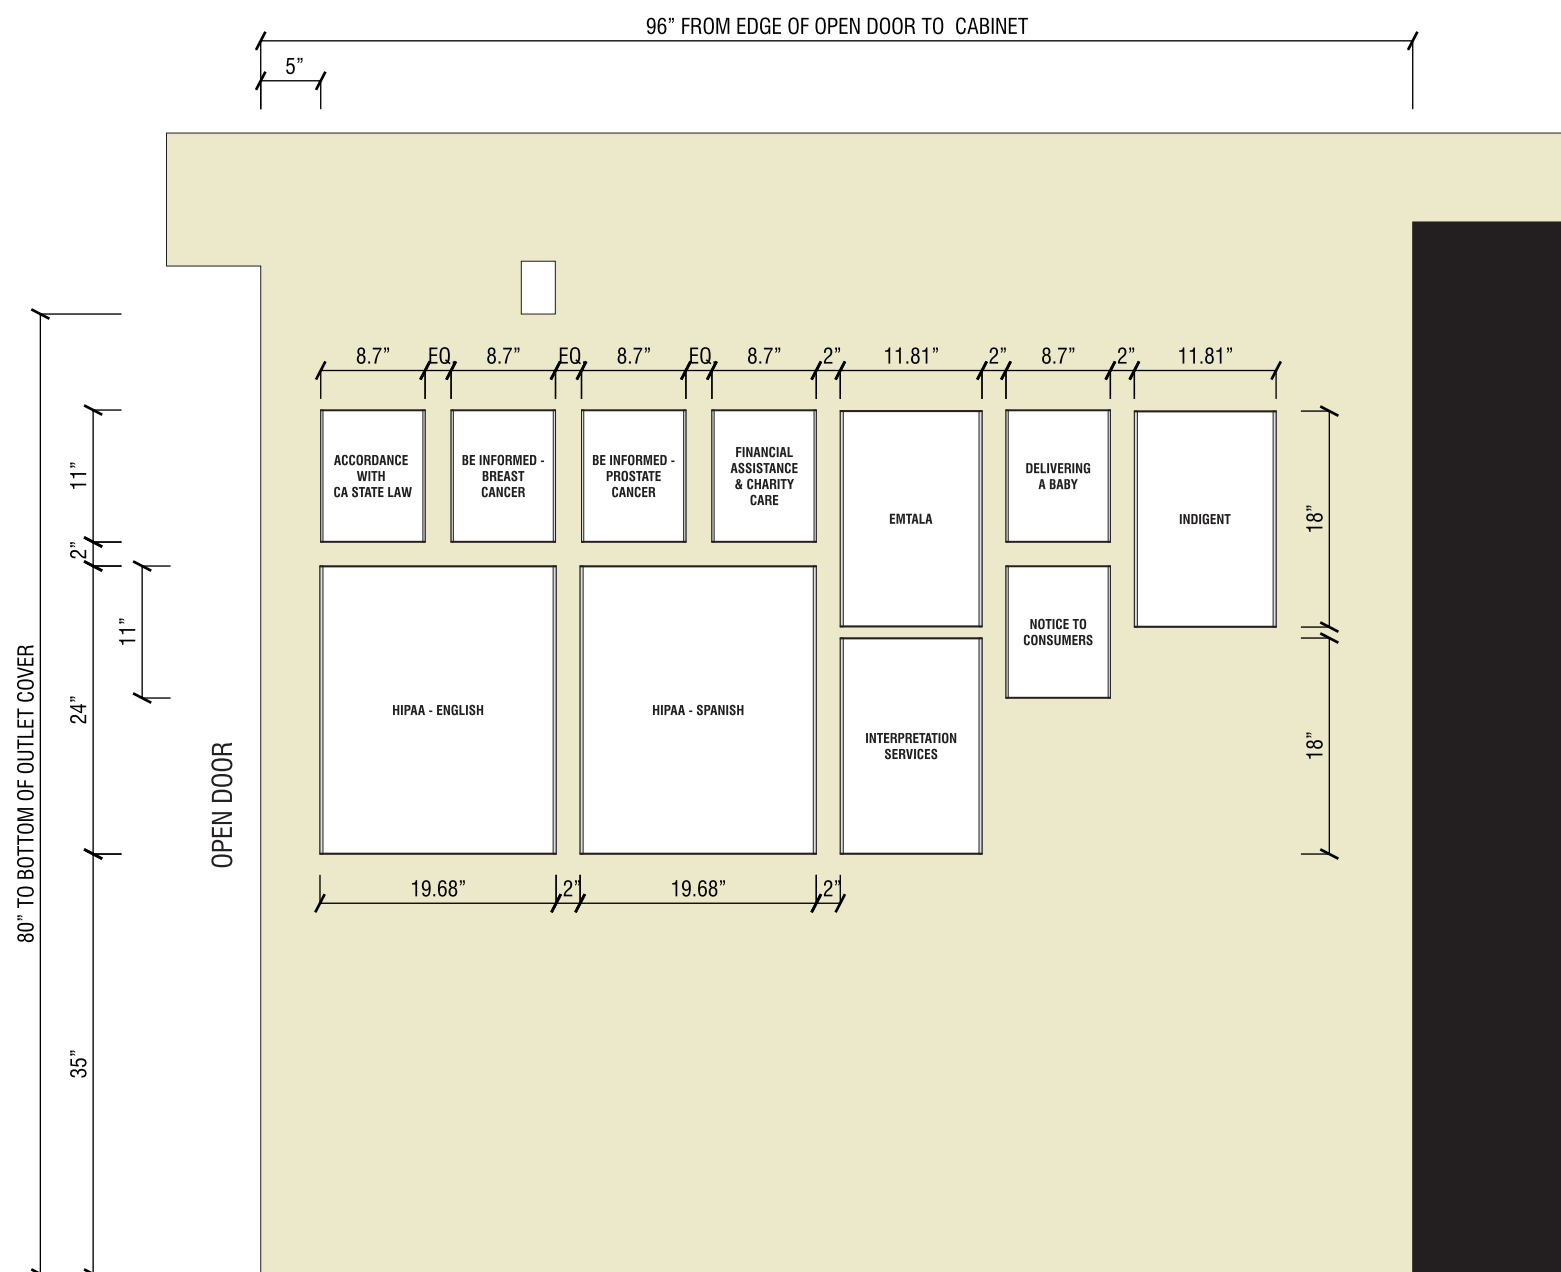 96” FROM EDGE OF OPEN DOOR TO CABINET
5”
8.7” EQ. 8.7” EQ. 8.7” EQ. 8.7” 2” 11.81” 2” 8.7” 2” 11.81”
ACCORDANCE
WITH
CA STATE LAW
BE INFORMED -
BREAST
CANCER
BE INFORMED -
PROSTATE
CANCER
FINANCIAL
ASSISTANCE
& CHARITY
CARE
EMTALA
DELIVERING
A BABY
INDIGENT
11”
2”
11”
24”
35”
80” TO BOTTOM OF OUTLET COVER
OPEN DOOR
HIPAA - ENGLISH
HIPAA - SPANISH
INTERPRETATION
SERVICES
NOTICE TO
CONSUMERS
18”
18”
19.68” 2” 19.68” 2”